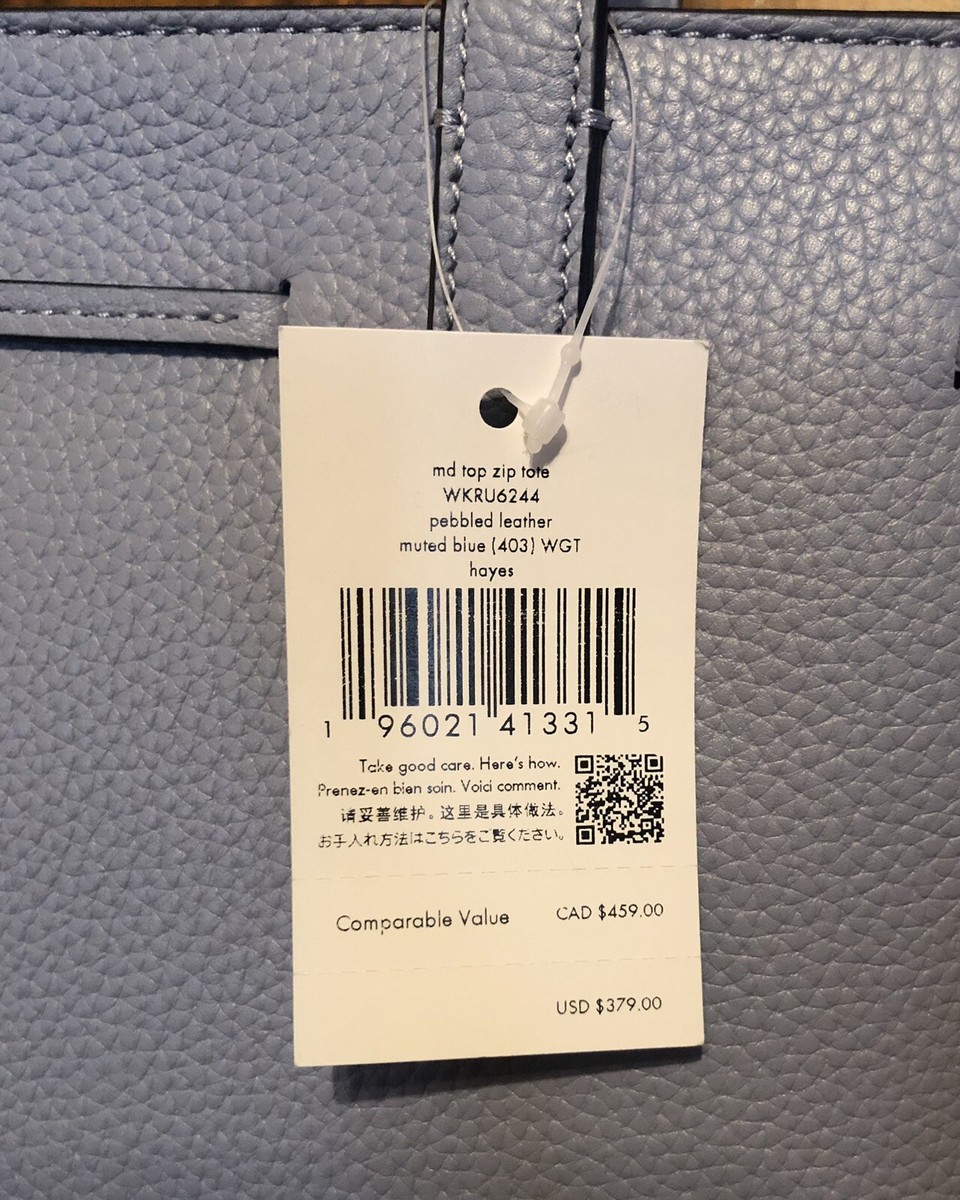 md top zip tote
WKRU6244
pebbled leather
muted blue (403) WGT
hayes
1 96021 41331 5
Take good care. Here's how.
Prenez-en bien soin. Voici comment.
请妥善维护。这里是具体做法。
お手入れ方法はこちらをご覧ください。
Comparable Value CAD $459.00
USD $379.00